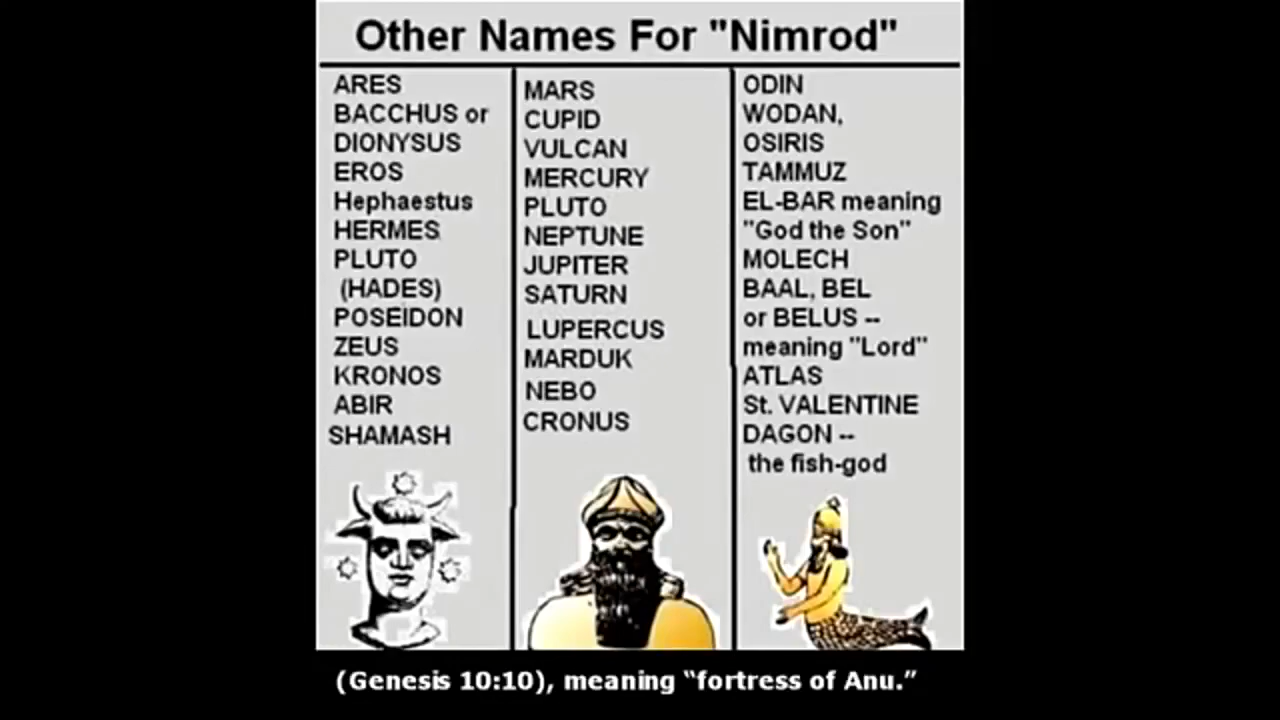 Other Names For "Nimrod"
ARES
BACCHUS or
DIONYSUS
EROS
Hephaestus
HERMES
PLUTO
(HADES)
POSEIDON
ZEUS
KRONOS
ABIR
SHAMASH
MARS
CUPID
VULCAN
MERCURY
PLUTO
NEPTUNE
JUPITER
SATURN
LUPERCUS
MARDUK
NEBO
CRONUS
ODIN
WODAN,
OSIRIS
TAMMUZ
EL-BAR meaning
"God the Son"
MOLECH
BAAL, BEL
or BELUS --
meaning "Lord"
ATLAS
St. VALENTINE
DAGON --
the fish-god
(Genesis 10:10), meaning “fortress of Anu.”